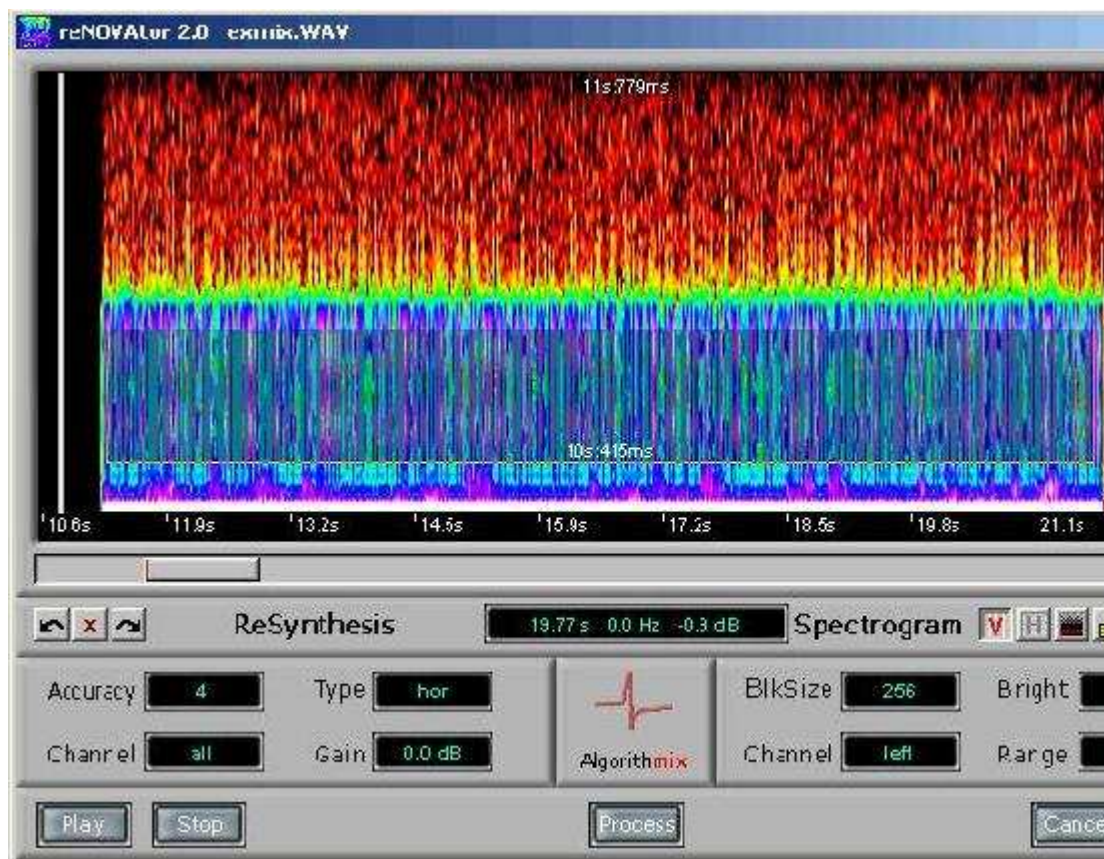 reNOVAtor 2.0 exmix.WAV
11s:779ms
10s:415ms
10.6s 11.9s 13.2s 14.5s 15.9s 17.2s 18.5s 19.8s 21.1s
x ReSynthesis 19.77 s 0.0 Hz -0.3 dB Spectrogram V H
Accuracy 4 Type hor BlkSize 256 Bright
Channel all Gain 0.0 dB Algorithmix Channel left Range
Play Stop Process Cance